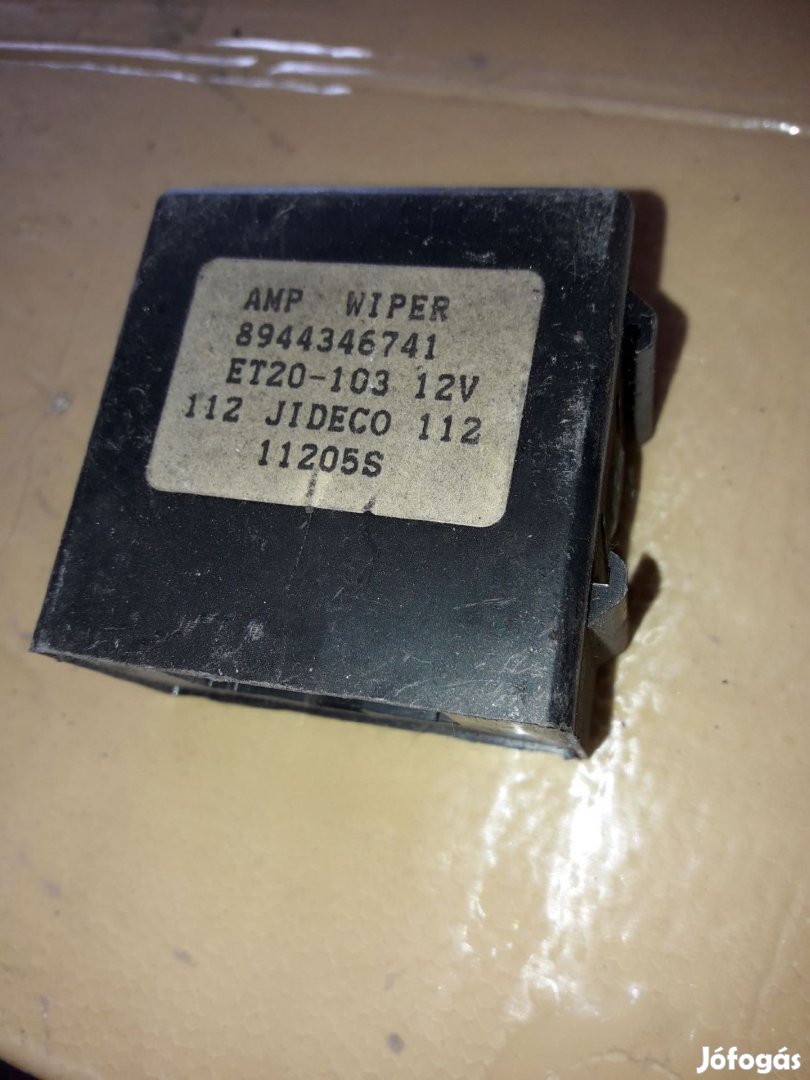 AMP WIPER
8944346741
ET20-103 12V
112 JIDECO 112
11205S
Jófogás